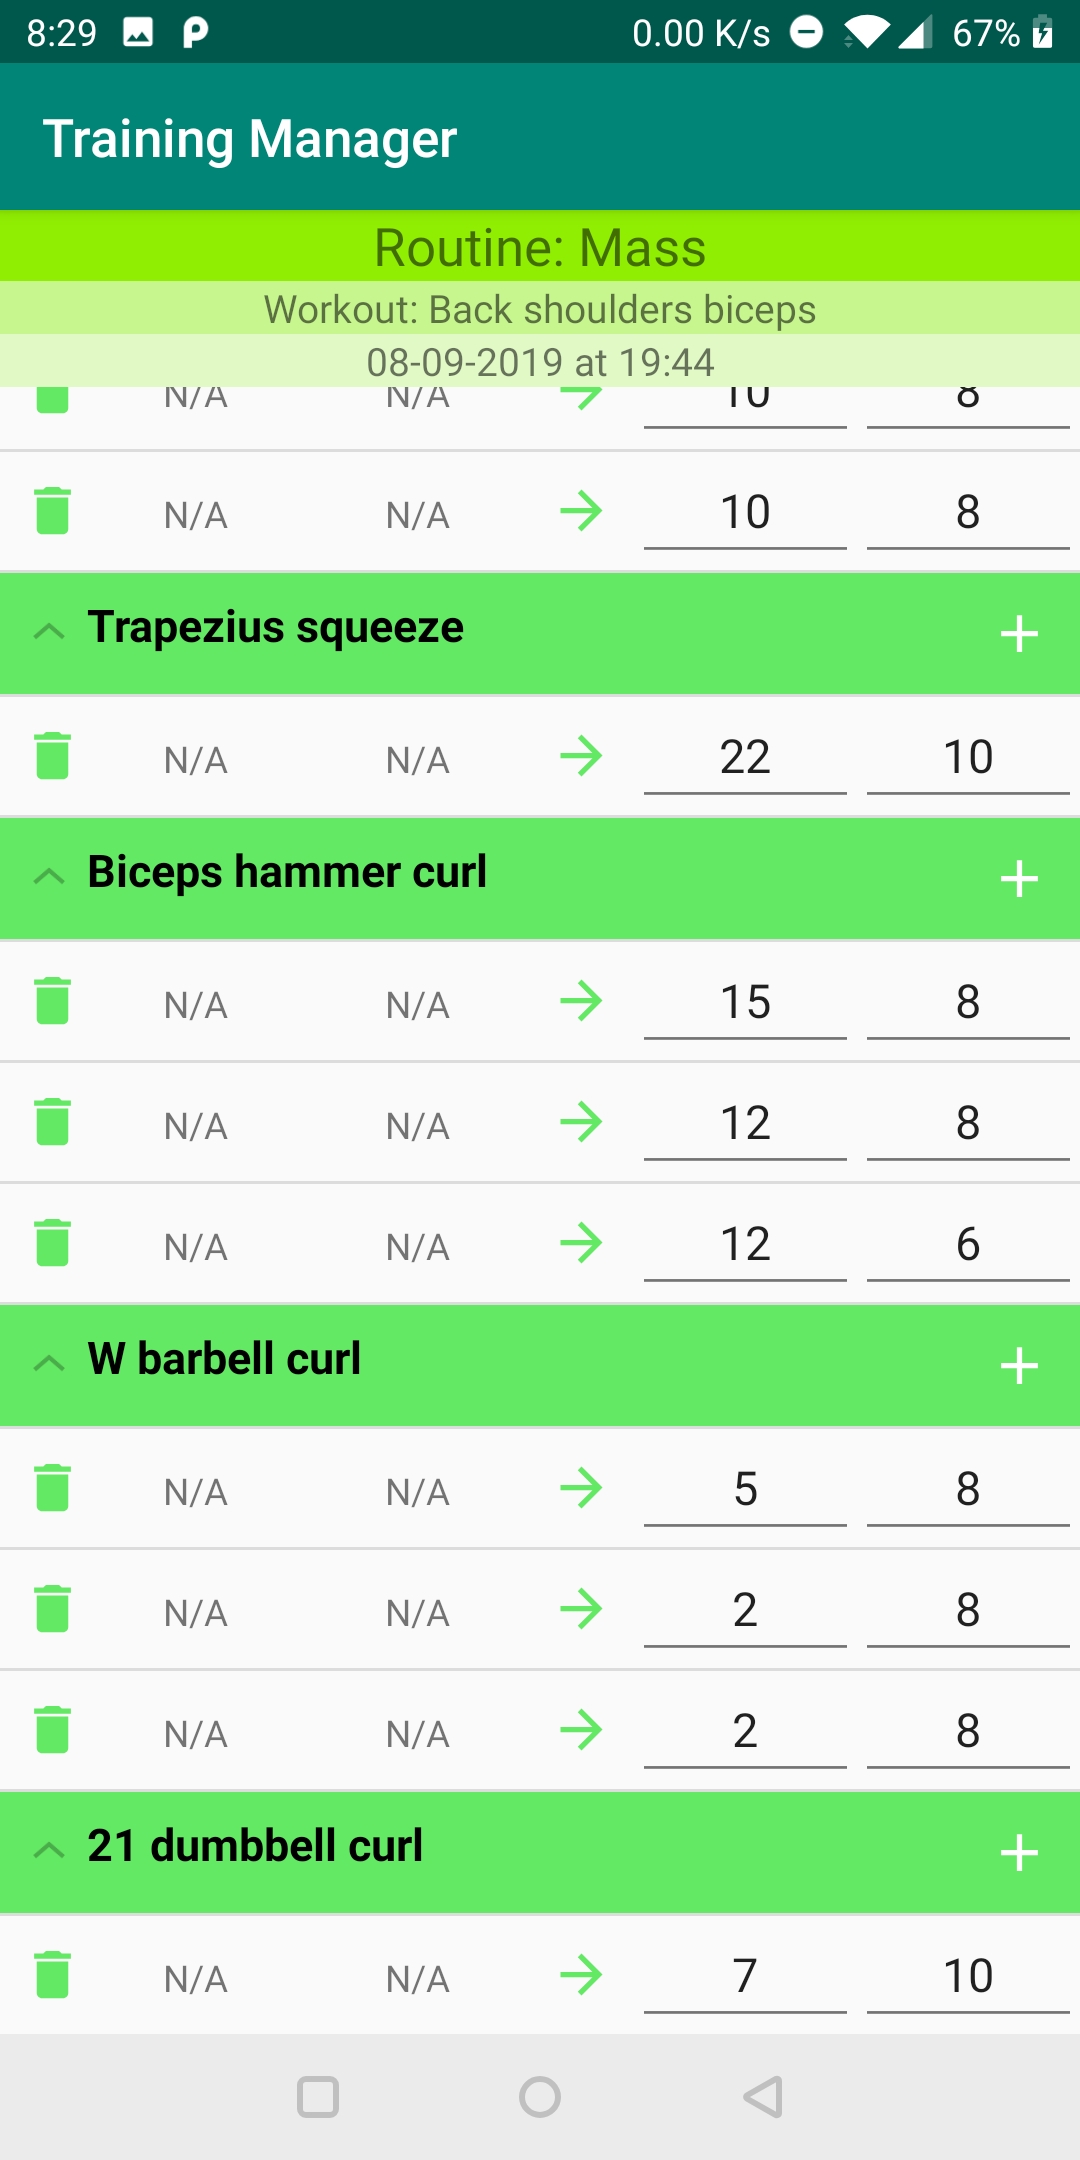 8:29 0.00 K/s 67%
Training Manager
Routine: Mass
Workout: Back shoulders biceps
08-09-2019 at 19:44
N/A N/A 10 8
N/A N/A 10 8
Trapezius squeeze
N/A N/A 22 10
Biceps hammer curl
N/A N/A 15 8
N/A N/A 12 8
N/A N/A 12 6
W barbell curl
N/A N/A 5 8
N/A N/A 2 8
N/A N/A 2 8
21 dumbbell curl
N/A N/A 7 10